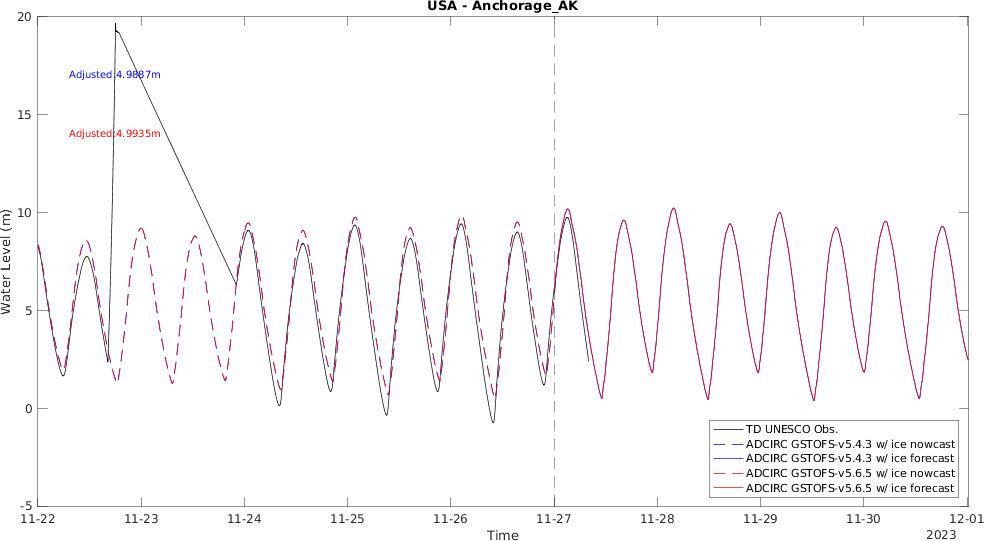 USA - Anchorage_AK
20
15
10
5
0
-5
Water Level (m)
Adjusted:4.9887m
Adjusted:4.9935m
TD UNESCO Obs.
ADCIRC GSTOFS-v5.4.3 w/ ice nowcast
ADCIRC GSTOFS-v5.4.3 w/ ice forecast
ADCIRC GSTOFS-v5.6.5 w/ ice nowcast
ADCIRC GSTOFS-v5.6.5 w/ ice forecast
11-22 11-23 11-24 11-25 11-26 11-27 11-28 11-29 11-30 12-01
Time
2023